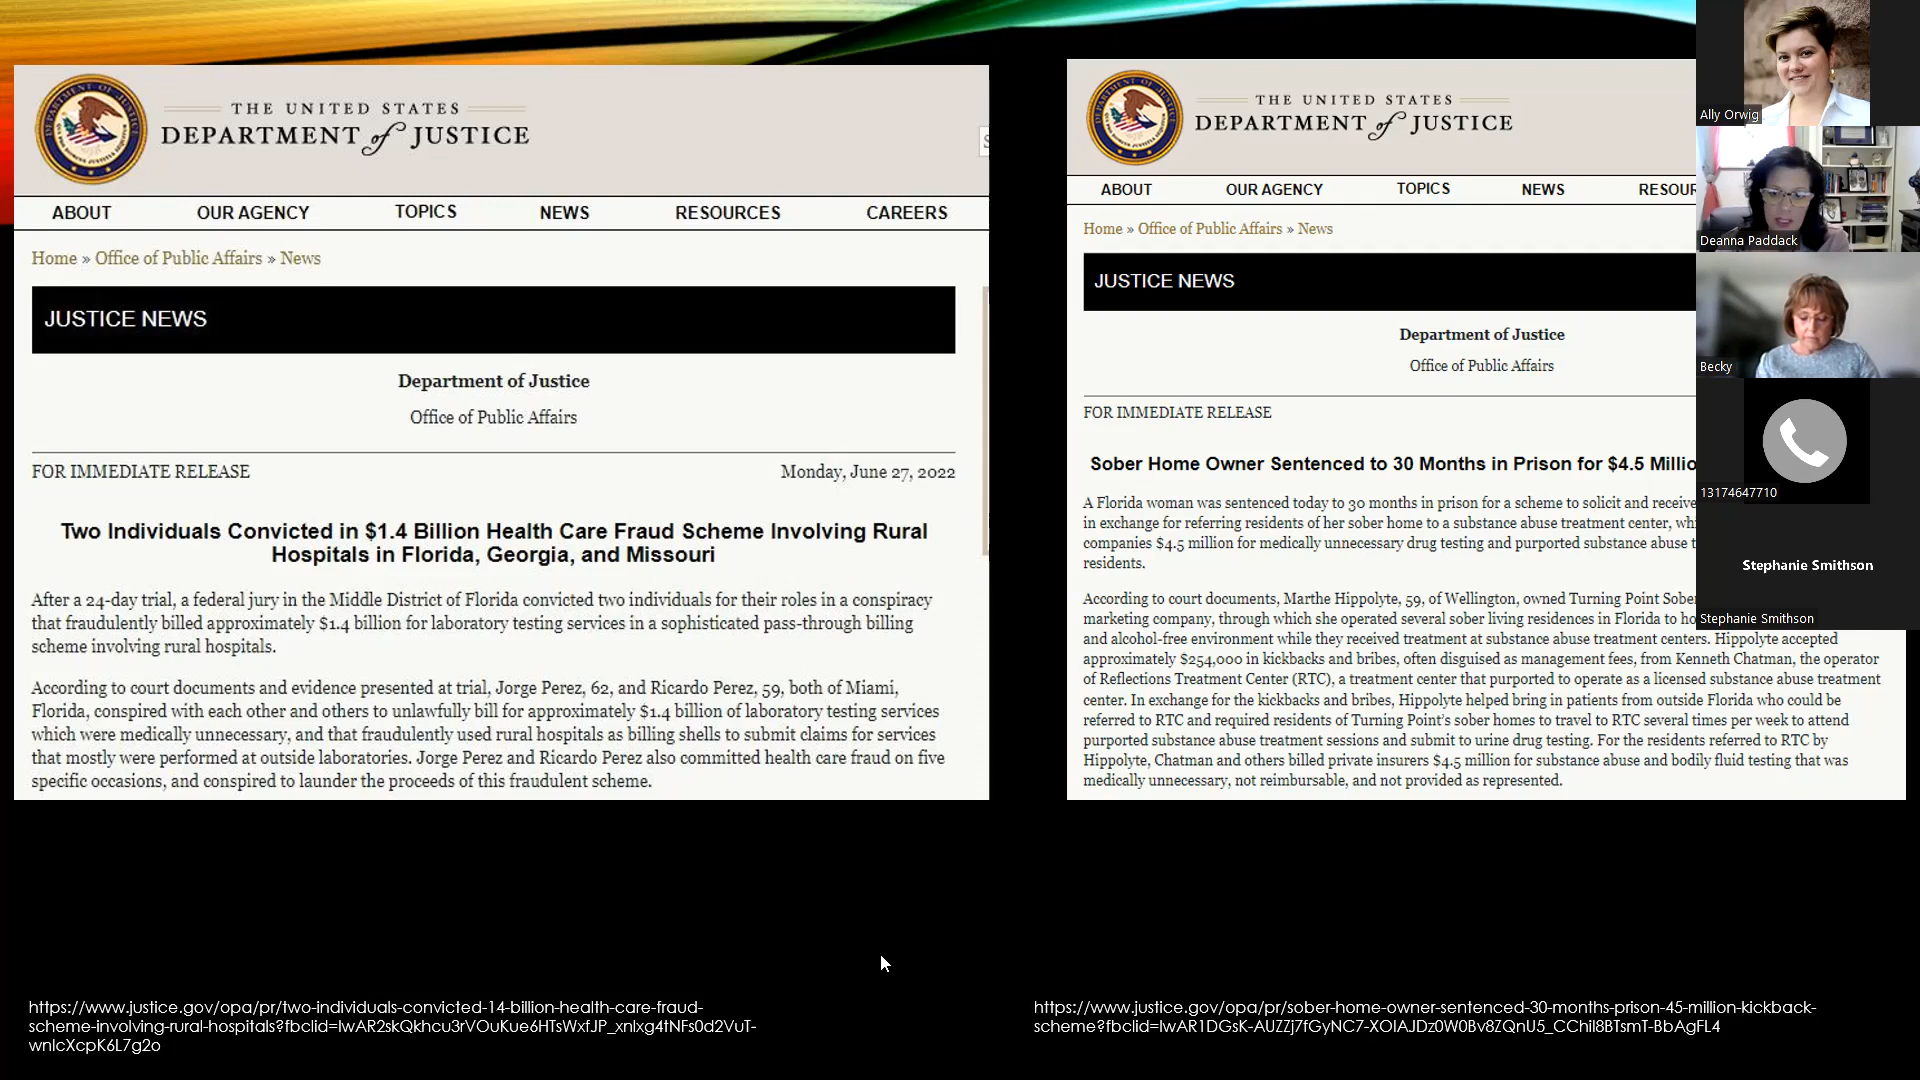 THE UNITED STATES
DEPARTMENT of JUSTICE
ABOUT OUR AGENCY TOPICS NEWS RESOURCES CAREERS
Home » Office of Public Affairs » News
JUSTICE NEWS
Department of Justice
Office of Public Affairs
FOR IMMEDIATE RELEASE Monday, June 27, 2022
Two Individuals Convicted in $1.4 Billion Health Care Fraud Scheme Involving Rural
Hospitals in Florida, Georgia, and Missouri
After a 24-day trial, a federal jury in the Middle District of Florida convicted two individuals for their roles in a conspiracy
that fraudulently billed approximately $1.4 billion for laboratory testing services in a sophisticated pass-through billing
scheme involving rural hospitals.
According to court documents and evidence presented at trial, Jorge Perez, 62, and Ricardo Perez, 59, both of Miami,
Florida, conspired with each other and others to unlawfully bill for approximately $1.4 billion of laboratory testing services
which were medically unnecessary, and that fraudulently used rural hospitals as billing shells to submit claims for services
that mostly were performed at outside laboratories. Jorge Perez and Ricardo Perez also committed health care fraud on five
specific occasions, and conspired to launder the proceeds of this fraudulent scheme.
https://www.justice.gov/opa/pr/two-individuals-convicted-14-billion-health-care-fraud-
THE UNITED STATES
DEPARTMENT of JUSTICE
ABOUT OUR AGENCY TOPICS NEWS RESOUR
Home » Office of Public Affairs » News
JUSTICE NEWS
Department of Justice
Office of Public Affairs
FOR IMMEDIATE RELEASE
Sober Home Owner Sentenced to 30 Months in Prison for $4.5 Millio
A Florida woman was sentenced today to 30 months in prison for a scheme to solicit and receive
in exchange for referring residents of her sober home to a substance abuse treatment center, whi
companies $4.5 million for medically unnecessary drug testing and purported substance abuse t
residents.
According to court documents, Marthe Hippolyte, 59, of Wellington, owned Turning Point Sober
marketing company, through which she operated several sober living residences in Florida to ho
and alcohol-free environment while they received treatment at substance abuse treatment centers. Hippolyte accepted
approximately $254,000 in kickbacks and bribes, often disguised as management fees, from Kenneth Chatman, the operator
of Reflections Treatment Center (RTC), a treatment center that purported to operate as a licensed substance abuse treatment
center. In exchange for the kickbacks and bribes, Hippolyte helped bring in patients from outside Florida who could be
referred to RTC and required residents of Turning Point's sober homes to travel to RTC several times per week to attend
purported substance abuse treatment sessions and submit to urine drug testing. For the residents referred to RTC by
Hippolyte, Chatman and others billed private insurers $4.5 million for substance abuse and bodily fluid testing that was
medically unnecessary, not reimbursable, and not provided as represented.
https://www.justice.gov/opa/pr/sober-home-owner-sentenced-30-months-prison-45-million-kickback-
Ally Orwig
Deanna Paddack
Becky
13174647710
Stephanie Smithson
Stephanie Smithson